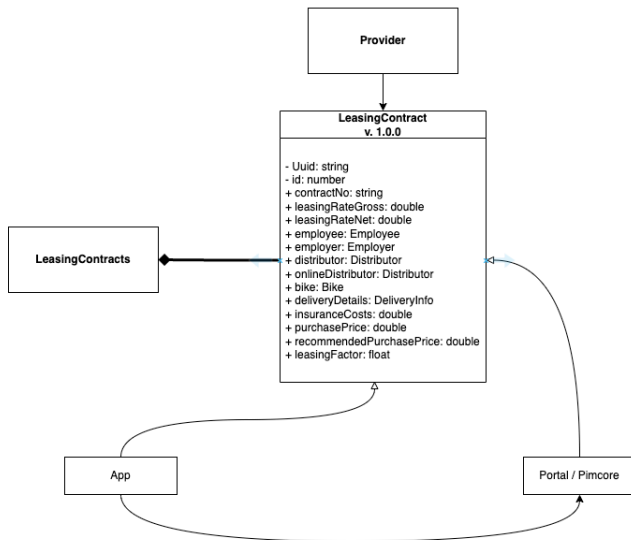 Provider
LeasingContract
v. 1.0.0
- Uuid: string
- id: number
+ contractNo: string
+ leasingRateGross: double
+ leasingRateNet: double
+ employee: Employee
+ employer: Employer
+ distributor: Distributor
+ onlineDistributor: Distributor
+ bike: Bike
+ deliveryDetails: DeliveryInfo
+ insuranceCosts: double
+ purchasePrice: double
+ recommendedPurchasePrice: double
+ leasingFactor: float
LeasingContracts
App
Portal / Pimcore